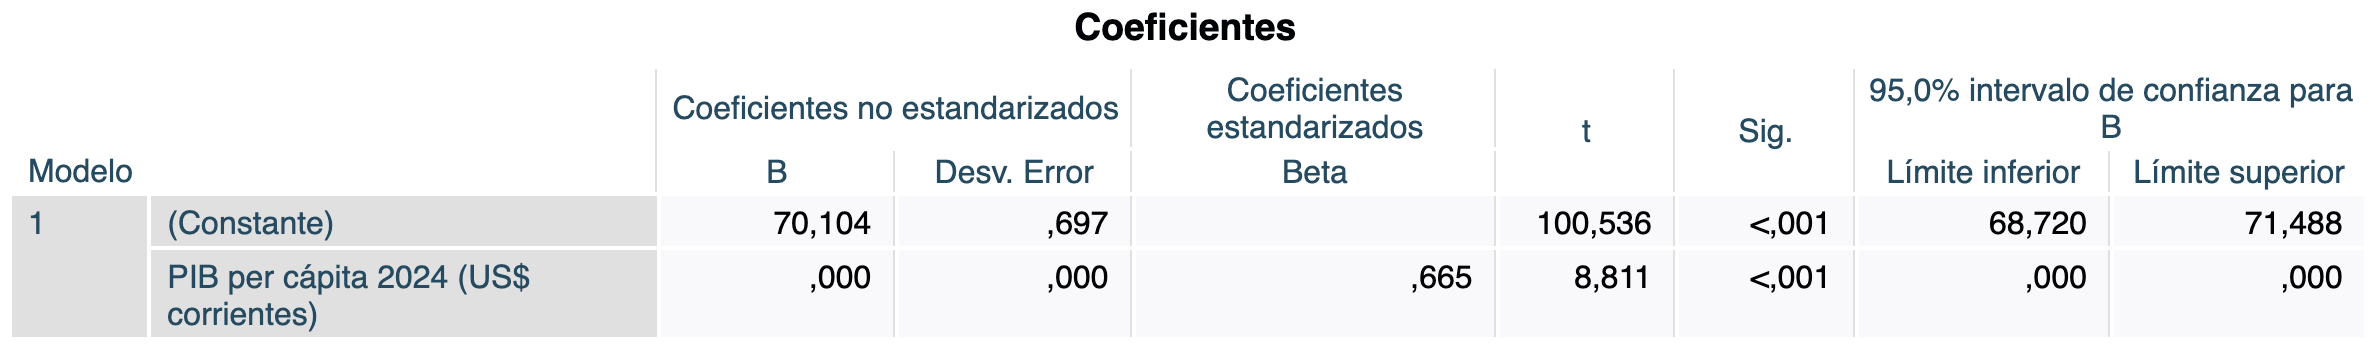 Coeficientes
Coeficientes no estandarizados
Coeficientes
estandarizados
t
Sig.
95,0% intervalo de confianza para
B
Modelo
B
Desv. Error
Beta
Límite inferior
Límite superior
1
(Constante)
70,104
,697
100,536
<,001
68,720
71,488
PIB per cápita 2024 (US$
corrientes)
,000
,000
,665
8,811
<,001
,000
,000